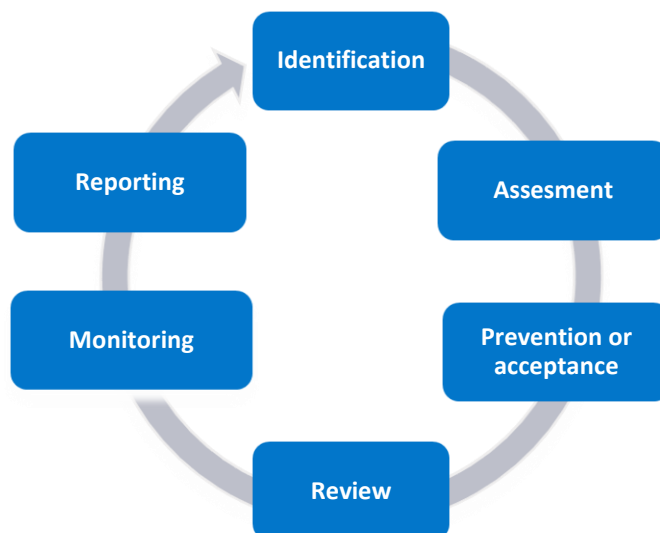 Identification
Assesment
Prevention or
acceptance
Review
Monitoring
Reporting